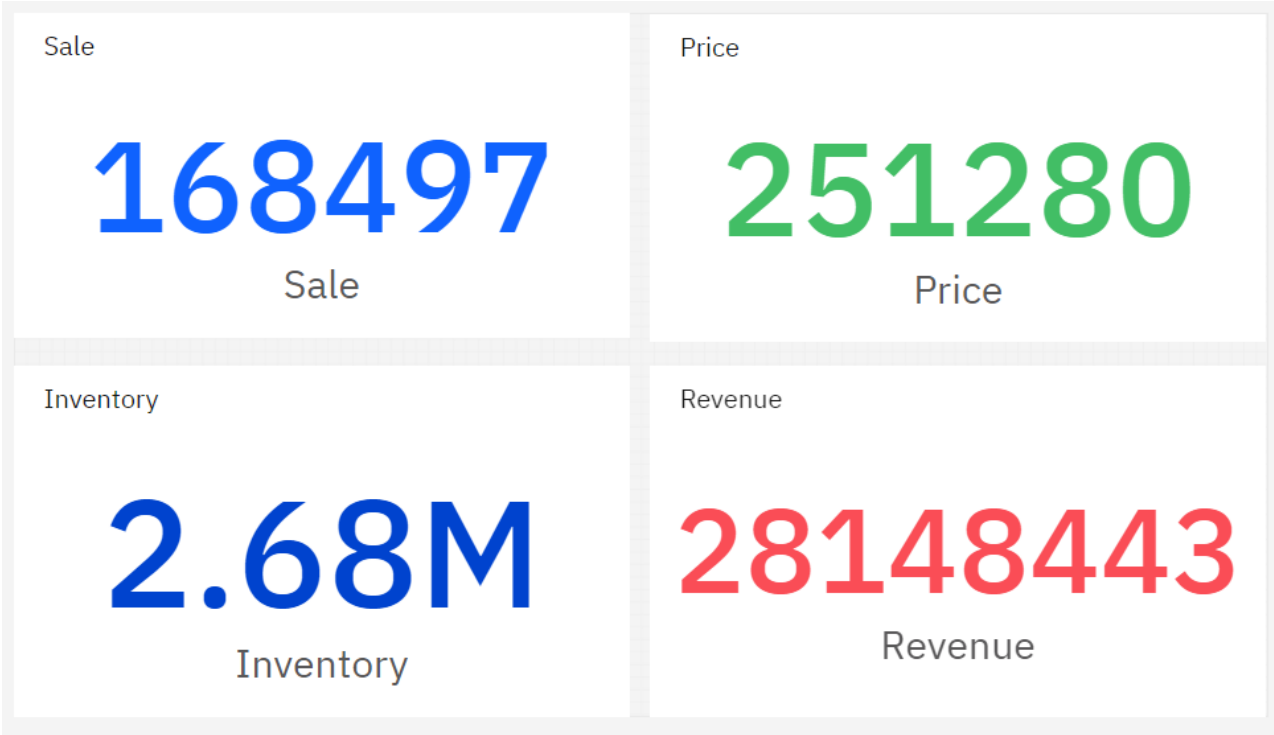 Sale
168497
Sale
Price
251280
Price
Inventory
2.68M
Inventory
Revenue
28148443
Revenue